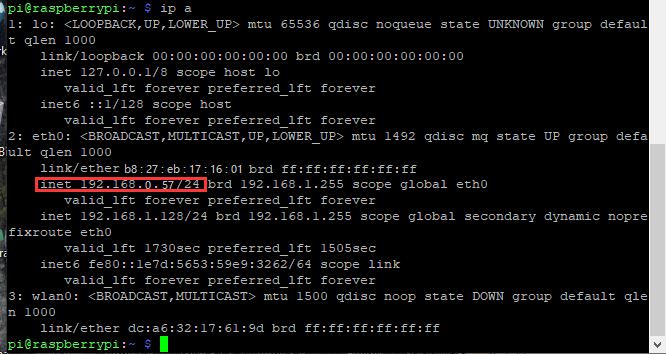 pi@raspberrypi:~ $ ip a
1: lo: <LOOPBACK,UP,LOWER_UP> mtu 65536 qdisc noqueue state UNKNOWN group defaul
t qlen 1000
link/loopback 00:00:00:00:00:00 brd 00:00:00:00:00:00
inet 127.0.0.1/8 scope host lo
valid_lft forever preferred_lft forever
inet6 ::1/128 scope host
valid_lft forever preferred_lft forever
2: eth0: <BROADCAST,MULTICAST,UP,LOWER_UP> mtu 1492 qdisc mq state UP group defa
ult qlen 1000
link/ether b8:27:eb:17:16:01 brd ff:ff:ff:ff:ff:ff
inet 192.168.0.57/24 brd 192.168.1.255 scope global eth0
valid_lft forever preferred_lft forever
inet 192.168.1.128/24 brd 192.168.1.255 scope global secondary dynamic nopre
fixroute eth0
valid_lft 1730sec preferred_lft 1505sec
inet6 fe80::1e7d:5653:59e9:3262/64 scope link
valid_lft forever preferred_lft forever
3: wlan0: <BROADCAST,MULTICAST> mtu 1500 qdisc noop state DOWN group default qle
n 1000
link/ether dc:a6:32:17:61:9d brd ff:ff:ff:ff:ff:ff
pi@raspberrypi:~ $